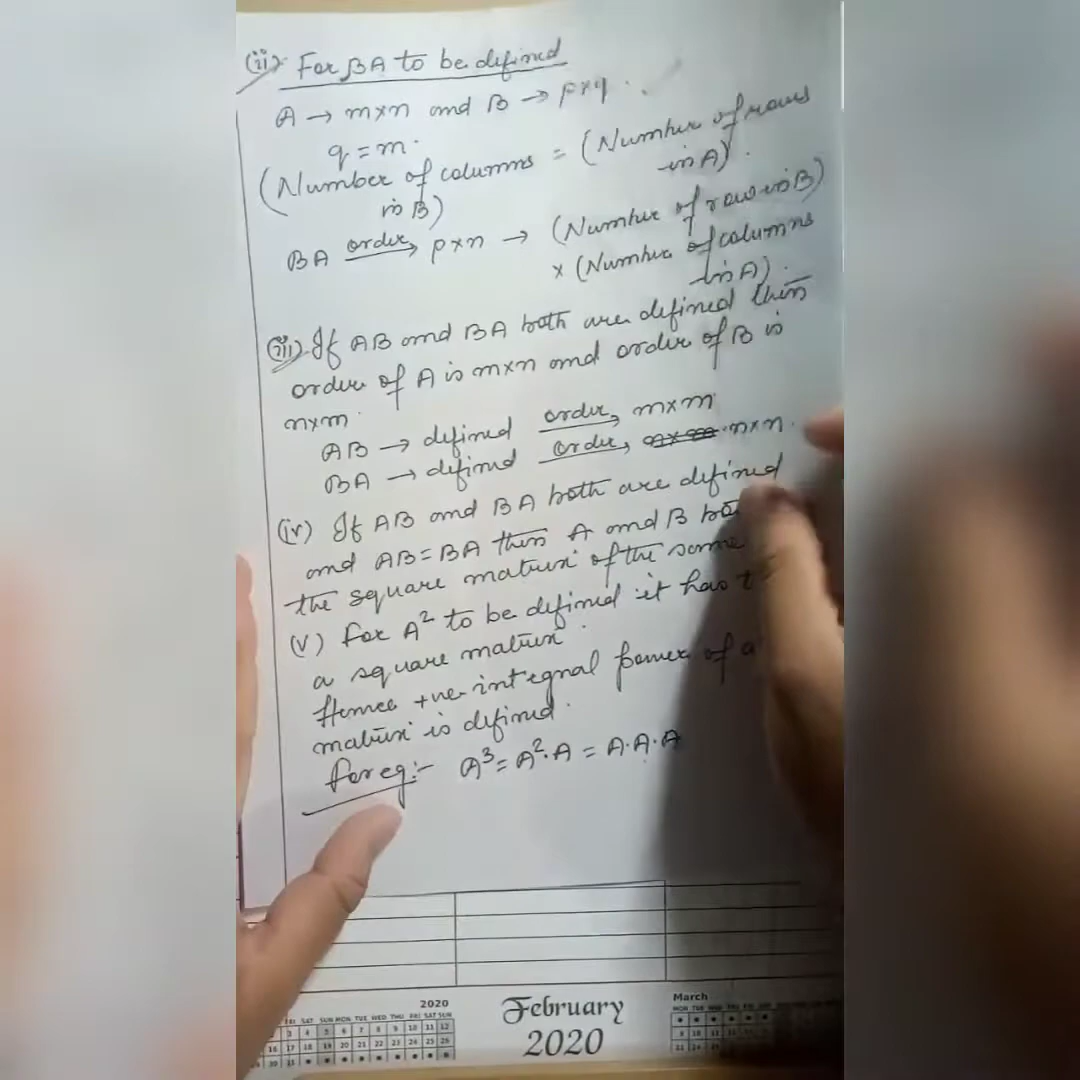 (ii) For BA to be defined
A → m×n and B → p×q.
q = m.
(Number of columns = (Number of rows
in B) in A).
BA order→ p×n → (Number of row in B)
× (Number of columns
in A).
(iii) If AB and BA both are defined then
order of A is m×n and order of B is
n×m.
AB → defined order→ m×m
BA → defined order→ n×n.
(iv) If AB and BA both are defined
and AB = BA then A and B
the square matrix of the same
(v) For A² to be defined it has
a square matrix.
Hence +ve integral power of a
matrix is defined.
For eg:- A³ = A².A = A.A.A
2020
February
2020
March